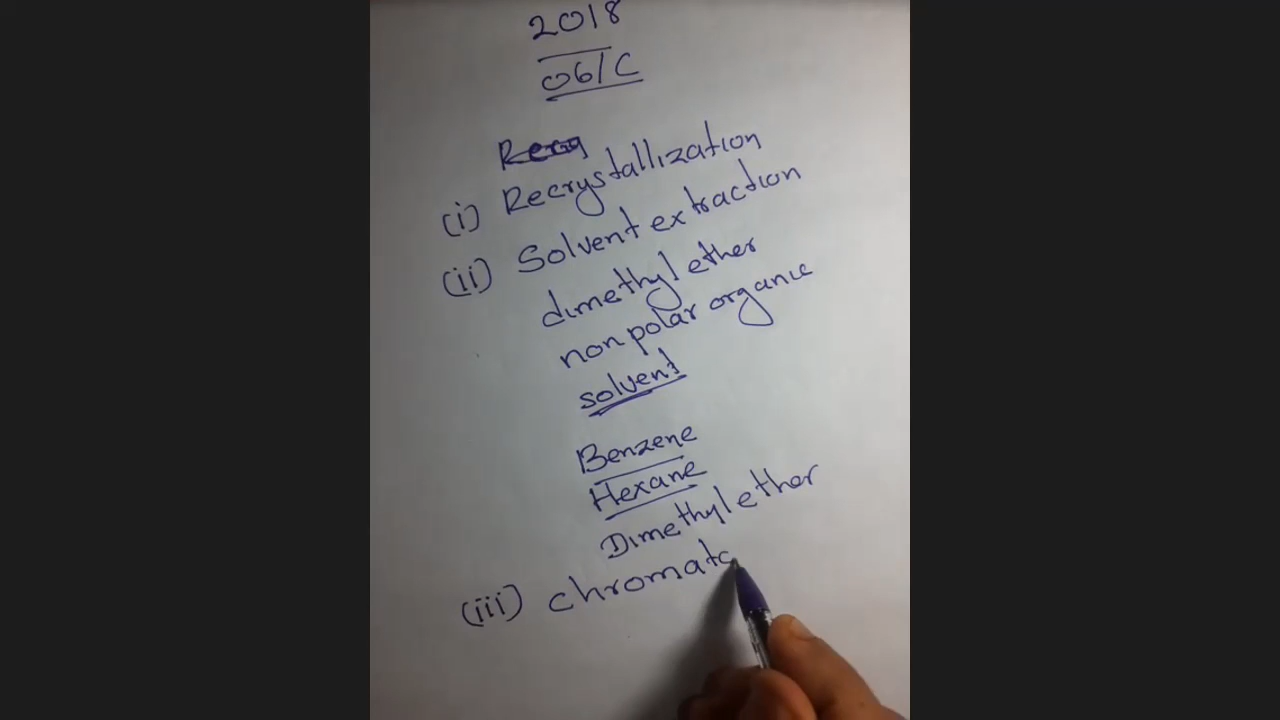 2018
06/C
(i) Recrystallization
(ii) Solvent extraction
dimethyl ether
non polar organic
solvent
Benzene
Hexane
Dimethyl ether
(iii) chromato